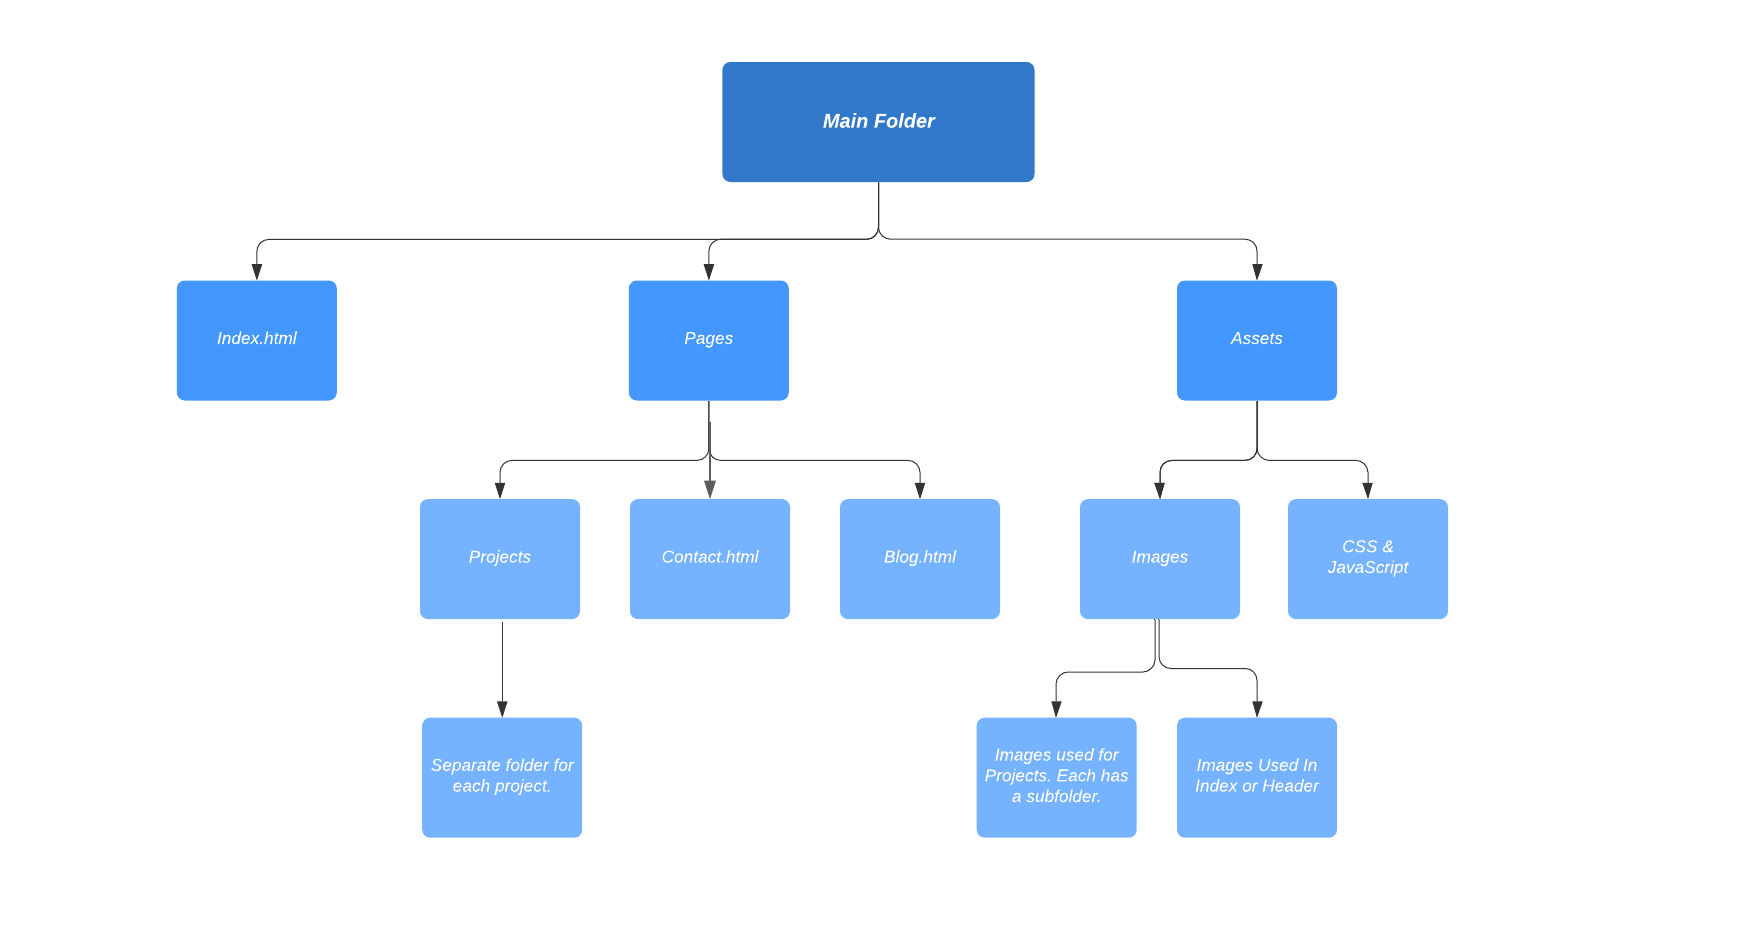 Main Folder
Index.html
Pages
Assets
Projects
Contact.html
Blog.html
Images
CSS &
JavaScript
Separate folder for
each project.
Images used for
Projects. Each has
a subfolder.
Images Used In
Index or Header